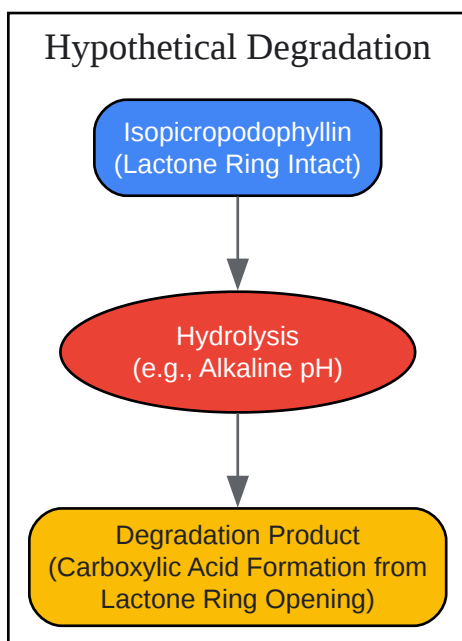 Hypothetical Degradation
Isopicropodophyllin
(Lactone Ring Intact)
Hydrolysis
(e.g., Alkaline pH)
Degradation Product
(Carboxylic Acid Formation from
Lactone Ring Opening)